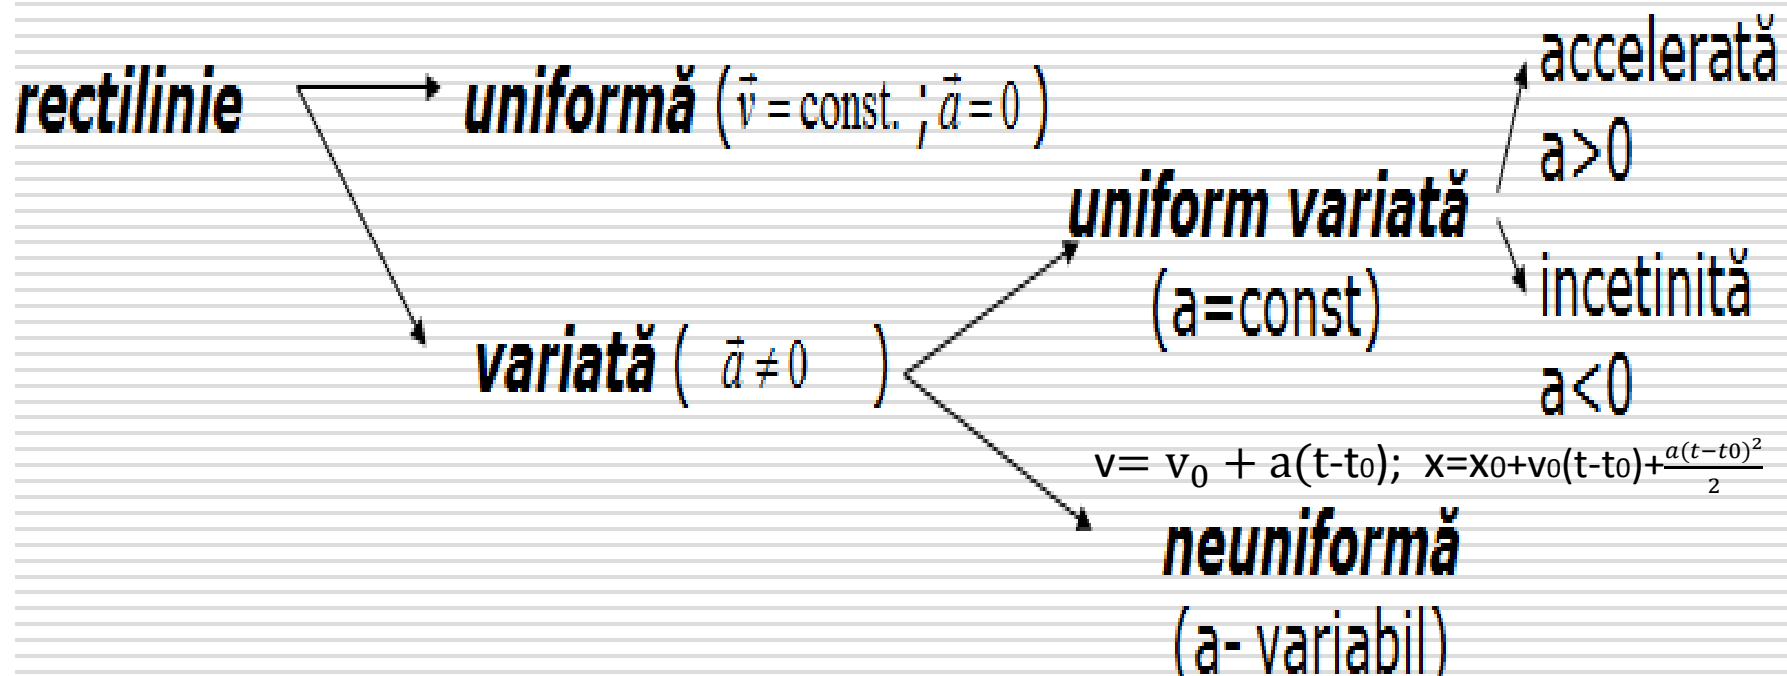 rectilinie
uniformă (v⃗ = const. ; a⃗ = 0 )
variată ( a⃗ ≠ 0 )
uniform variată
(a=const)
accelerată
a>0
incetinită
a<0
v= v₀ + a(t-t₀); x=x₀+v₀(t-t₀)+a(t−t0)²/2
neuniformă
(a- variabil)